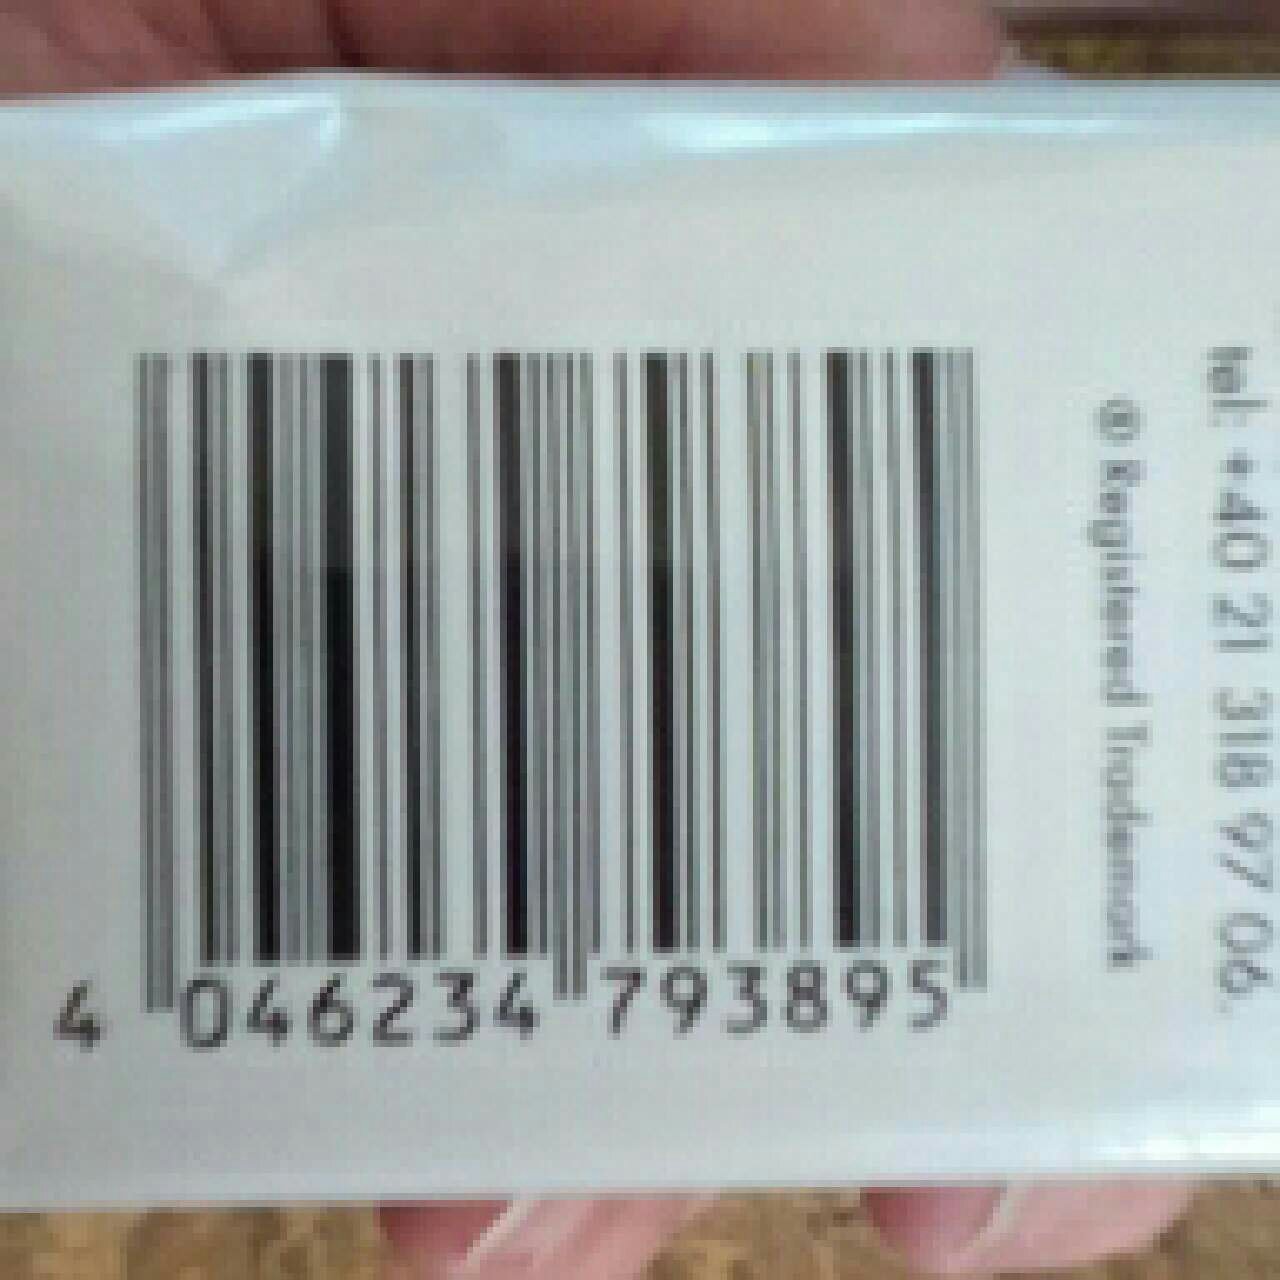 4 046234 793895
® Registered Trademark
tel: +40 21 318 97 06.